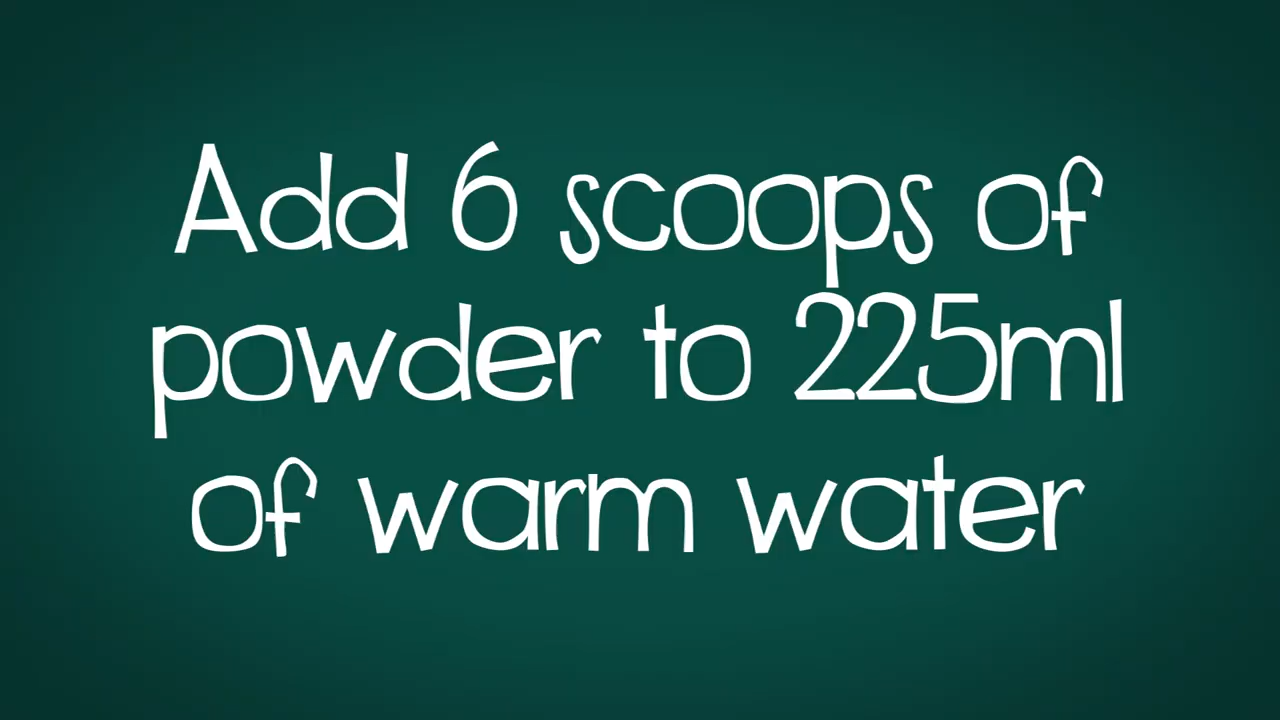 Add 6 scoops of
powder to 225ml
of warm water